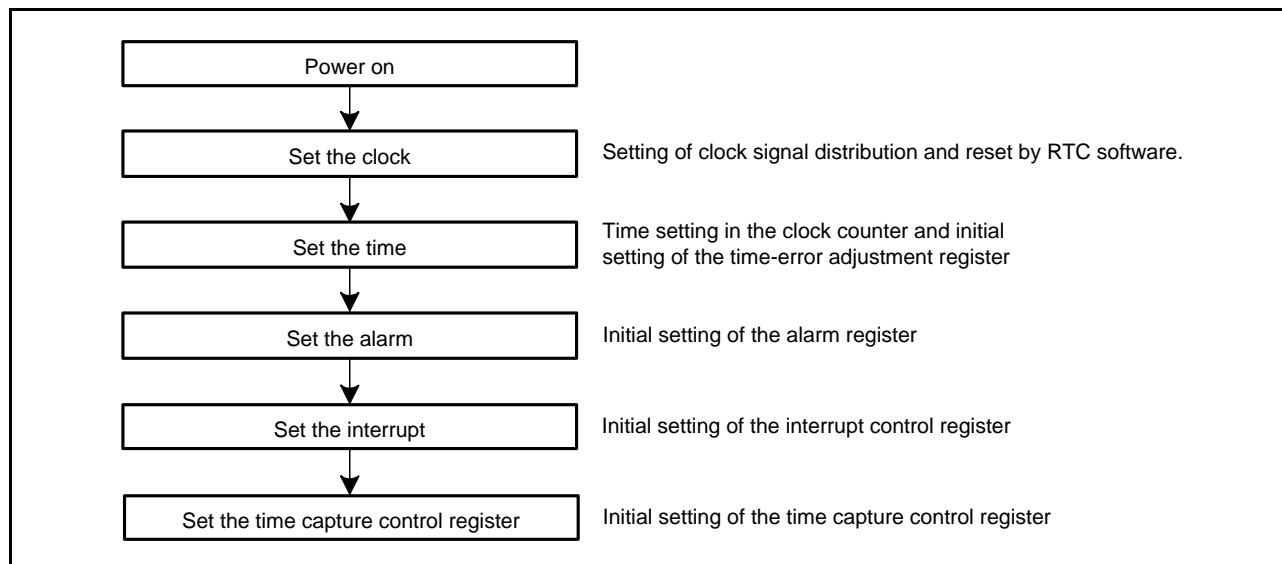 Power on
Set the clock
Setting of clock signal distribution and reset by RTC software.
Set the time
Time setting in the clock counter and initial
setting of the time-error adjustment register
Set the alarm
Initial setting of the alarm register
Set the interrupt
Initial setting of the interrupt control register
Set the time capture control register
Initial setting of the time capture control register